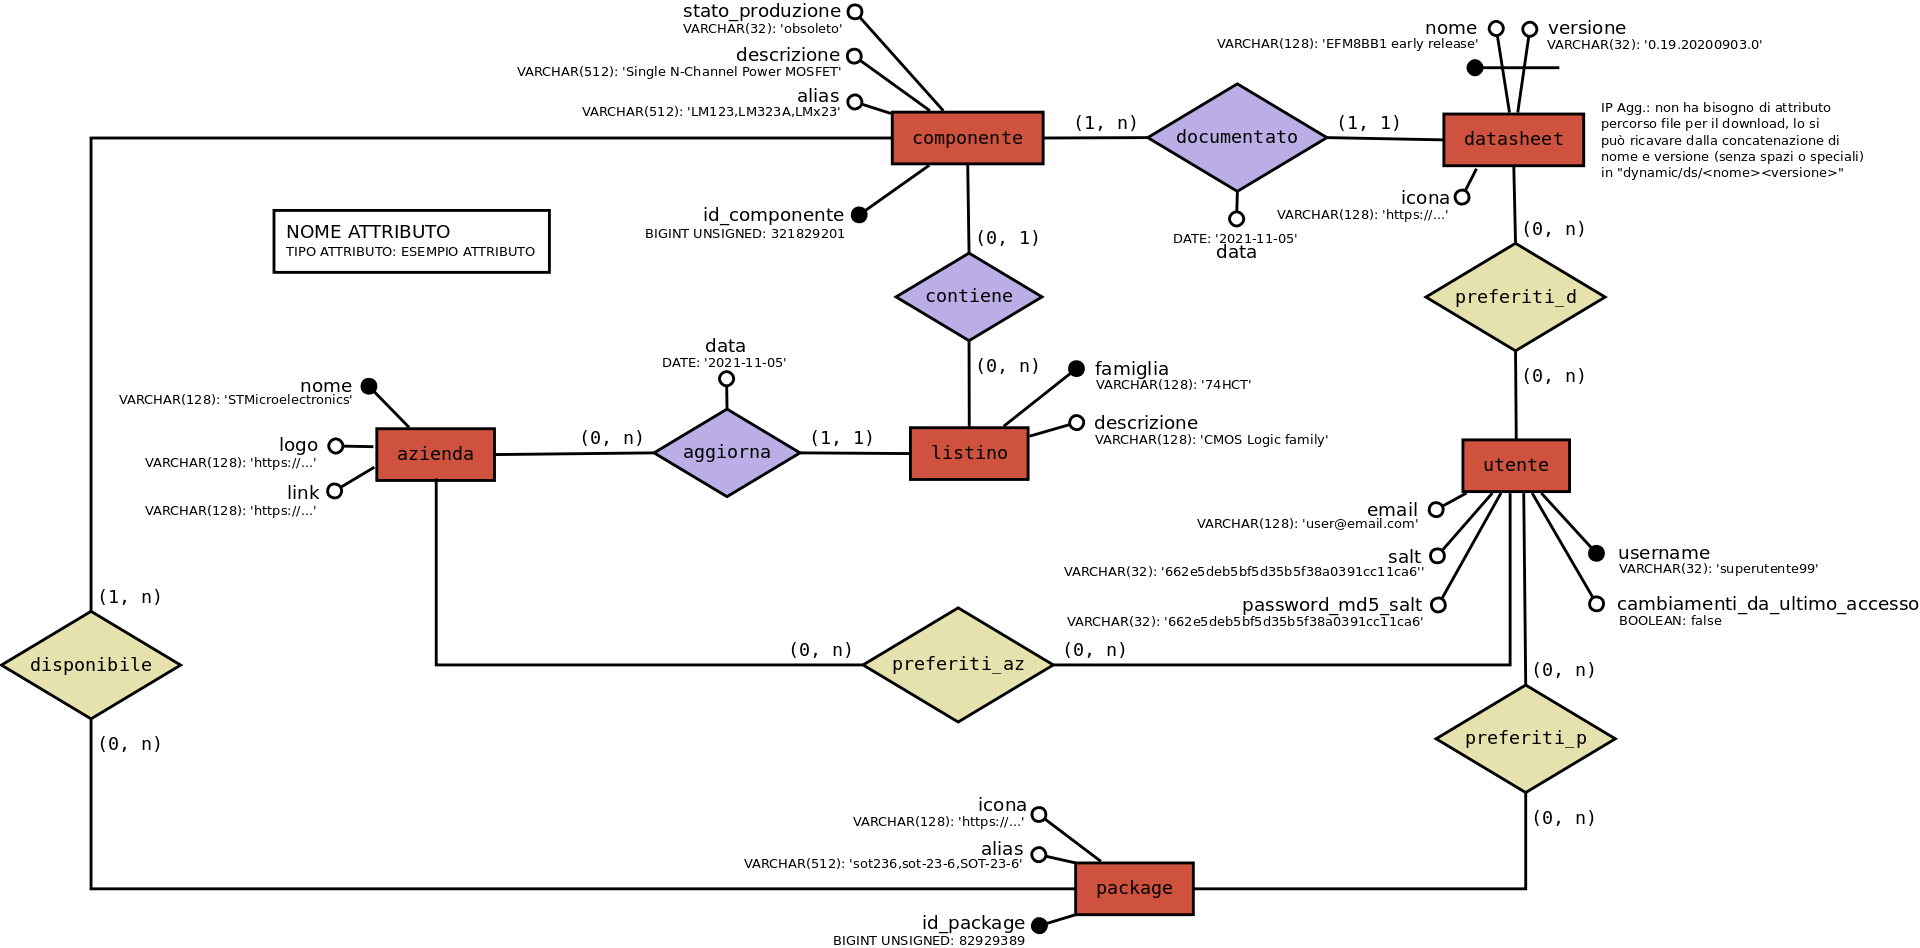 stato_produzione
VARCHAR(32): 'obsoleto'
descrizione
VARCHAR(512): 'Single N-Channel Power MOSFET'
alias
VARCHAR(512): 'LM123,LM323A,LMx23'
componente
id_componente
BIGINT UNSIGNED: 321829201
(1, n)
documentato
(1, 1)
DATE: '2021-11-05'
data
nome
VARCHAR(128): 'EFM8BB1 early release'
versione
VARCHAR(32): '0.19.20200903.0'
datasheet
icona
VARCHAR(128): 'https://...'
IP Agg.: non ha bisogno di attributo
percorso file per il download, lo si
può ricavare dalla concatenazione di
nome e versione (senza spazi o speciali)
in "dynamic/ds/<nome><versione>"
NOME ATTRIBUTO
TIPO ATTRIBUTO: ESEMPIO ATTRIBUTO
(0, 1)
contiene
(0, n)
(0, n)
preferiti_d
(0, n)
data
DATE: '2021-11-05'
nome
VARCHAR(128): 'STMicroelectronics'
logo
VARCHAR(128): 'https://...'
link
VARCHAR(128): 'https://...'
azienda
(0, n)
aggiorna
(1, 1)
listino
famiglia
VARCHAR(128): '74HCT'
descrizione
VARCHAR(128): 'CMOS Logic family'
utente
email
VARCHAR(128): 'user@email.com'
salt
VARCHAR(32): '662e5deb5bf5d35b5f38a0391cc11ca6''
password_md5_salt
VARCHAR(32): '662e5deb5bf5d35b5f38a0391cc11ca6'
username
VARCHAR(32): 'superutente99'
cambiamenti_da_ultimo_accesso
BOOLEAN: false
(1, n)
disponibile
(0, n)
(0, n)
preferiti_az
(0, n)
(0, n)
preferiti_p
(0, n)
icona
VARCHAR(128): 'https://...'
alias
VARCHAR(512): 'sot236,sot-23-6,SOT-23-6'
package
id_package
BIGINT UNSIGNED: 82929389